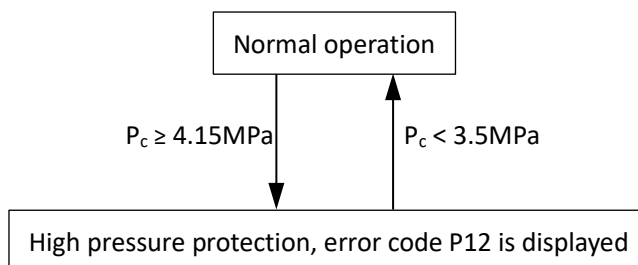 Normal operation
Pc ≥ 4.15MPa
Pc < 3.5MPa
High pressure protection, error code P12 is displayed